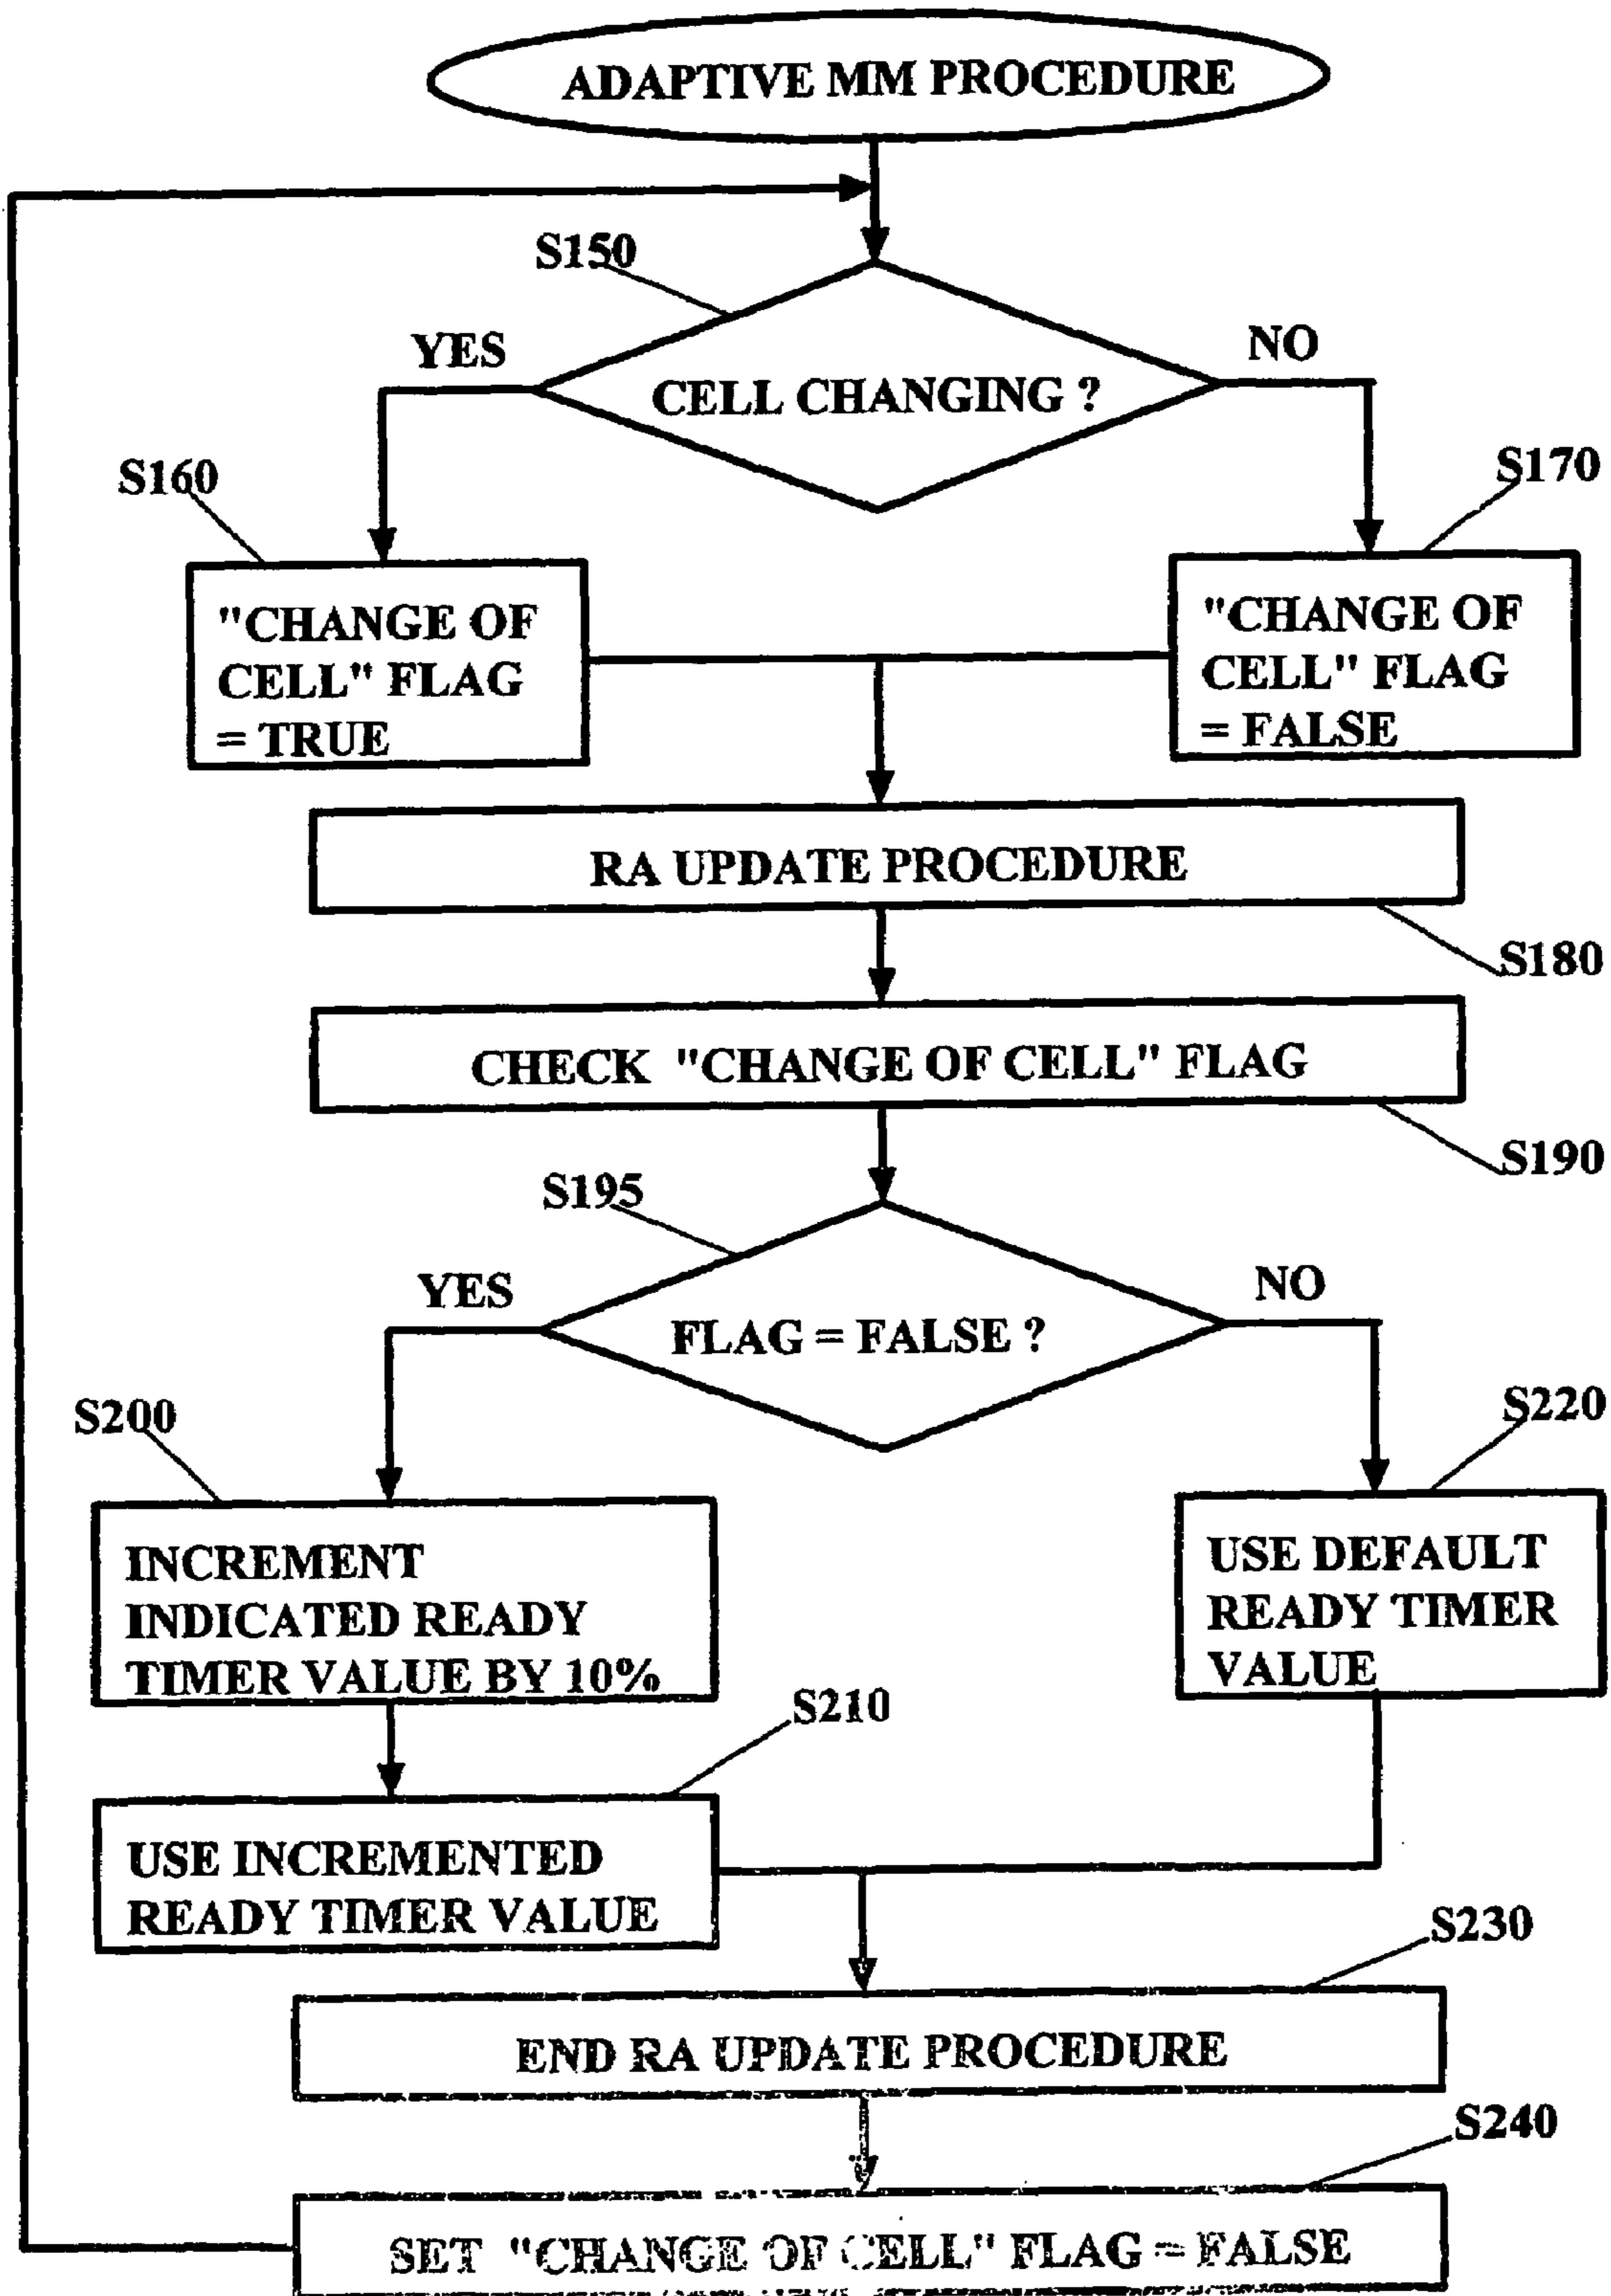 ADAPTIVE MM PROCEDURE
S150
YES
NO
CELL CHANGING ?
S160
S170
"CHANGE OF
CELL" FLAG
= TRUE
"CHANGE OF
CELL" FLAG
= FALSE
RA UPDATE PROCEDURE
S180
CHECK "CHANGE OF CELL" FLAG
S190
S195
YES
NO
FLAG = FALSE ?
S200
S220
INCREMENT
INDICATED READY
TIMER VALUE BY 10%
USE DEFAULT
READY TIMER
VALUE
S210
USE INCREMENTED
READY TIMER VALUE
S230
END RA UPDATE PROCEDURE
S240
SET "CHANGE OF CELL" FLAG = FALSE